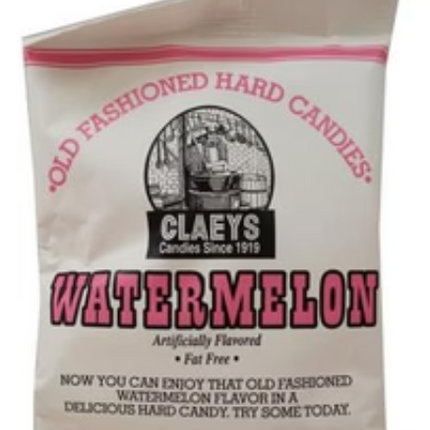 •OLD FASHIONED HARD CANDIES•
CLAEYS
Candies Since 1919
WATERMELON
Artificially Flavored
• Fat Free •
NOW YOU CAN ENJOY THAT OLD FASHIONED
WATERMELON FLAVOR IN A
DELICIOUS HARD CANDY. TRY SOME TODAY.